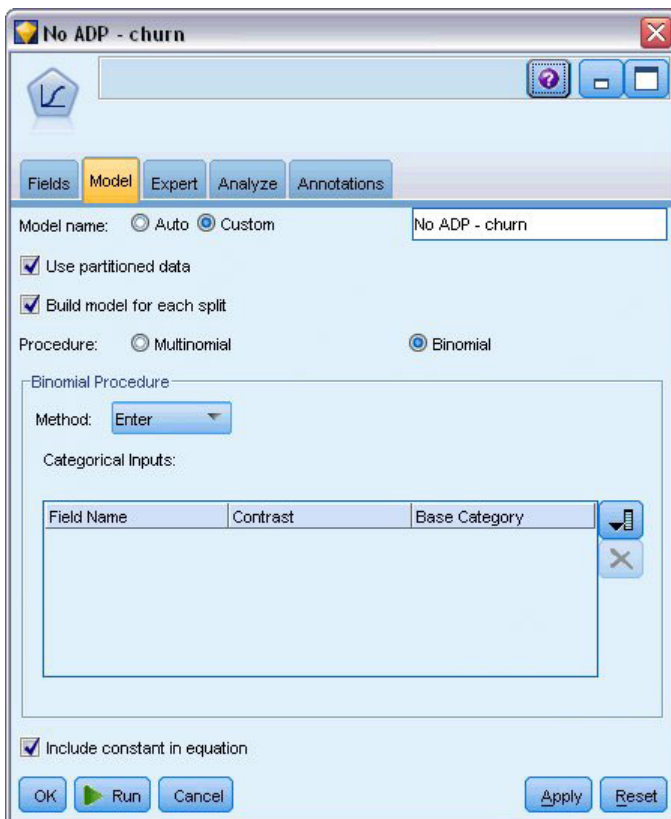 No ADP - churn
Fields Model Expert Analyze Annotations
Model name: Auto Custom No ADP - churn
Use partitioned data
Build model for each split
Procedure: Multinomial Binomial
Binomial Procedure
Method: Enter
Categorical Inputs:
Field Name Contrast Base Category
Include constant in equation
OK Run Cancel Apply Reset